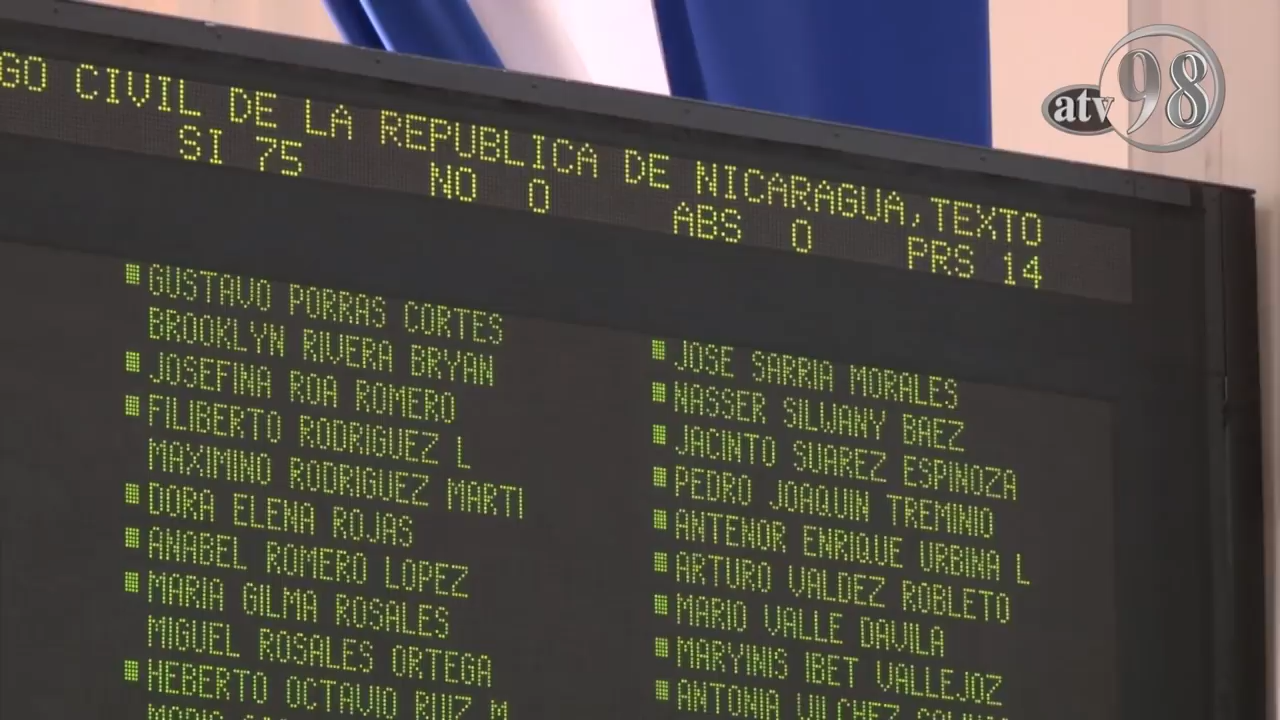 atv 98
GO CIVIL DE LA REPUBLICA DE NICARAGUA, TEXTO
SI 75 NO 0 ABS 0 PRS 14
GUSTAVO PORRAS CORTES
BROOKLYN RIVERA BRYAN
JOSEFINA ROA ROMERO
FILIBERTO RODRIGUEZ L
MAXIMINO RODRIGUEZ MARTI
DORA ELENA ROJAS
ANABEL ROMERO LOPEZ
MARIA GILMA ROSALES
MIGUEL ROSALES ORTEGA
HEBERTO OCTAVIO RUIZ M
JOSE SARRIA MORALES
NASSER SILWANY BAEZ
JACINTO SUAREZ ESPINOZA
PEDRO JOAQUIN TREMINIO
ANTENOR ENRIQUE URBINA L
ARTURO VALDEZ ROBLETO
MARIO VALLE DAVILA
MARYINIS IBET VALLEJOZ
ANTONIA VILCHEZ